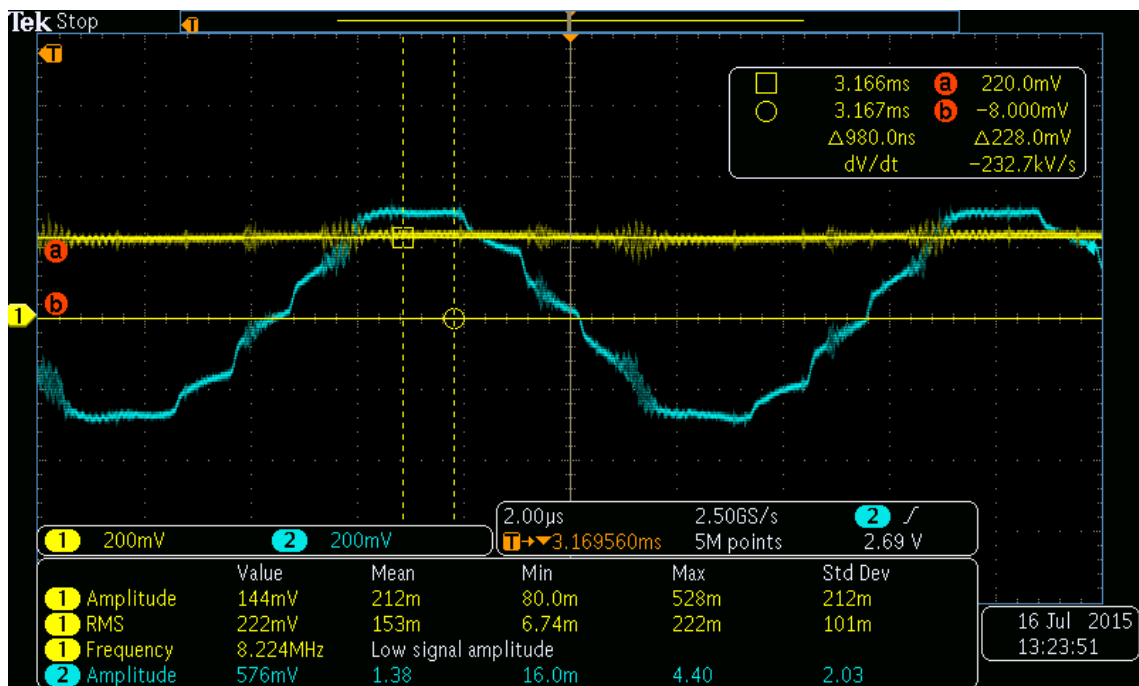 Tek Stop
T
T
3.166ms a 220.0mV
3.167ms b -8.000mV
△980.0ns △228.0mV
dV/dt -232.7kV/s
a
b
1
1 200mV 2 200mV
2.00µs 2.50GS/s 2 ∫
T→▼3.169560ms 5M points 2.69 V
Value Mean Min Max Std Dev
1 Amplitude 144mV 212m 80.0m 528m 212m
1 RMS 222mV 153m 6.74m 222m 101m
1 Frequency 8.224MHz Low signal amplitude
2 Amplitude 576mV 1.38 16.0m 4.40 2.03
16 Jul 2015
13:23:51